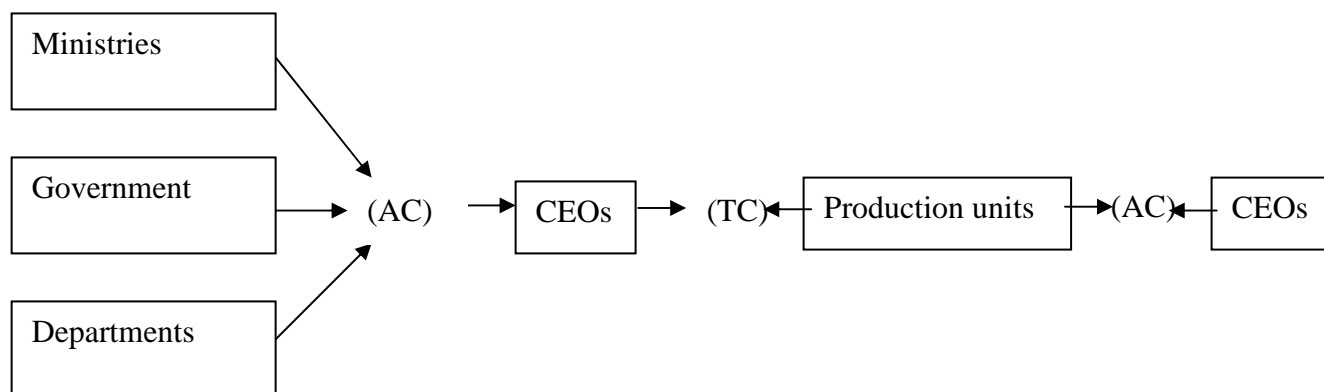 Ministries
Government
Departments
(AC)
CEOs
(TC)
Production units
(AC)
CEOs